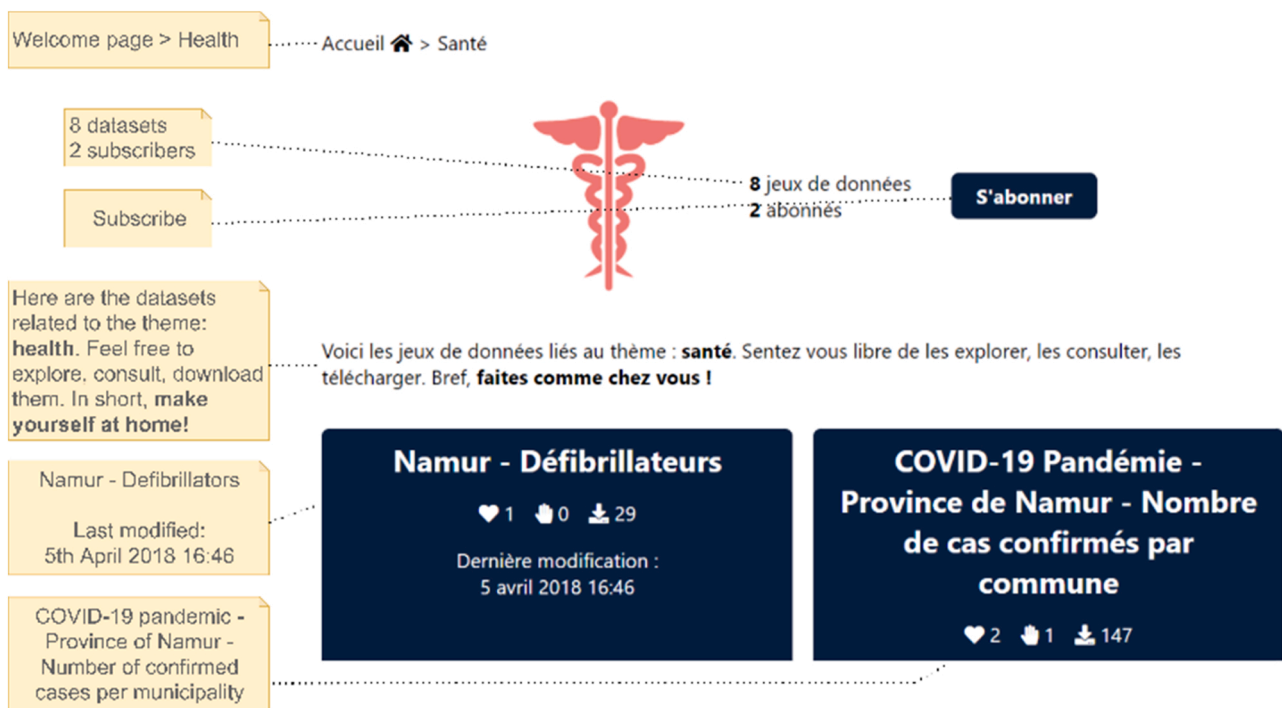 Welcome page > Health
Accueil > Santé
8 datasets
2 subscribers
8 jeux de données
2 abonnés
Subscribe
S'abonner
Here are the datasets
related to the theme:
health. Feel free to
explore, consult, download
them. In short, make
yourself at home!
Voici les jeux de données liés au thème : santé. Sentez vous libre de les explorer, les consulter, les
télécharger. Bref, faites comme chez vous !
Namur - Defibrillators
Last modified:
5th April 2018 16:46
Namur - Défibrillateurs
1 0 29
Dernière modification :
5 avril 2018 16:46
COVID-19 pandemic -
Province of Namur -
Number of confirmed
cases per municipality
COVID-19 Pandémie -
Province de Namur - Nombre
de cas confirmés par
commune
2 1 147